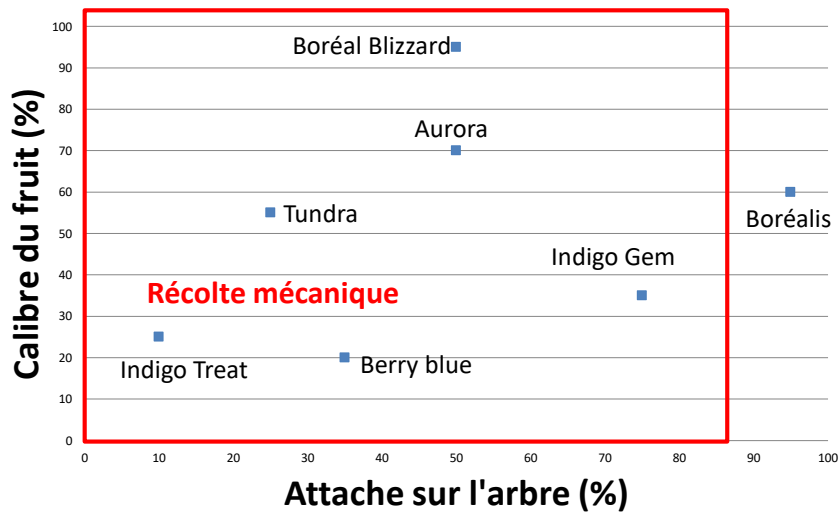 Calibre du fruit (%)
100
90
80
70
60
50
40
30
20
10
0
Boréal Blizzard
Aurora
Tundra
Boréalis
Indigo Gem
Récolte mécanique
Indigo Treat
Berry blue
0 10 20 30 40 50 60 70 80 90 100
Attache sur l'arbre (%)